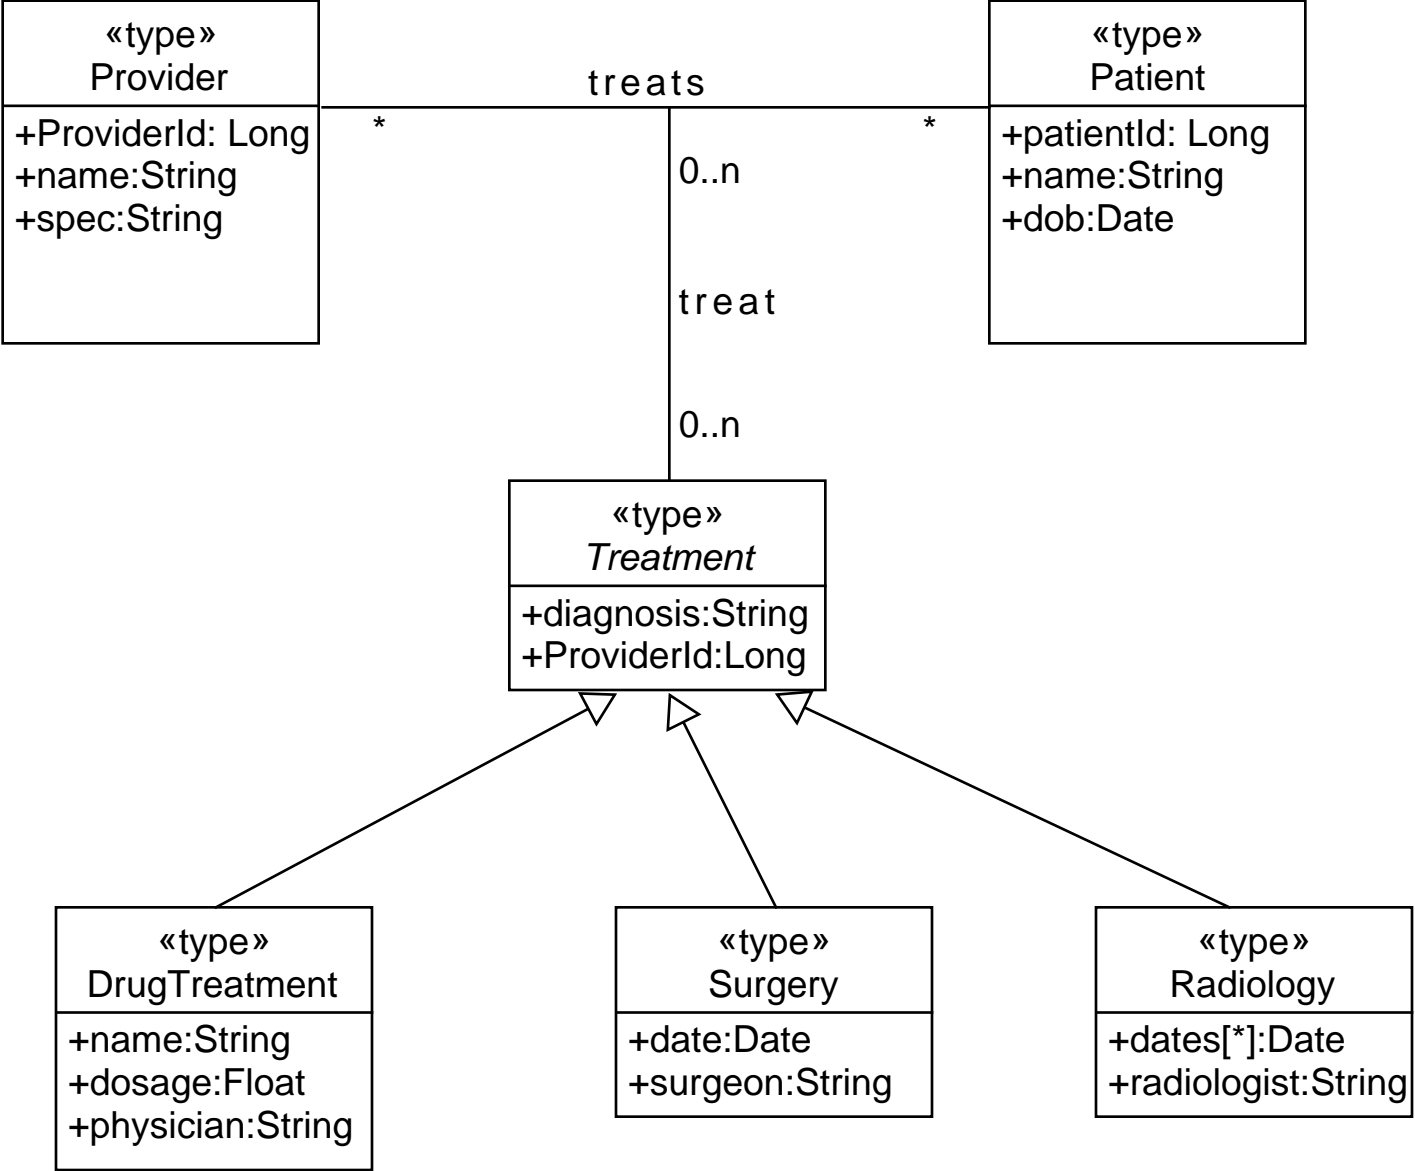 «type»
Provider
+ProviderId: Long
+name:String
+spec:String
treats
*
*
«type»
Patient
+patientId: Long
+name:String
+dob:Date
0..n
treat
0..n
«type»
Treatment
+diagnosis:String
+ProviderId:Long
«type»
DrugTreatment
+name:String
+dosage:Float
+physician:String
«type»
Surgery
+date:Date
+surgeon:String
«type»
Radiology
+dates[*]:Date
+radiologist:String